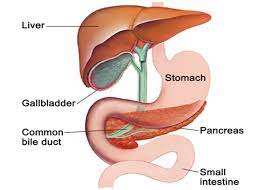 Liver
Stomach
Gallbladder
Common
bile duct
Pancreas
Small
intestine